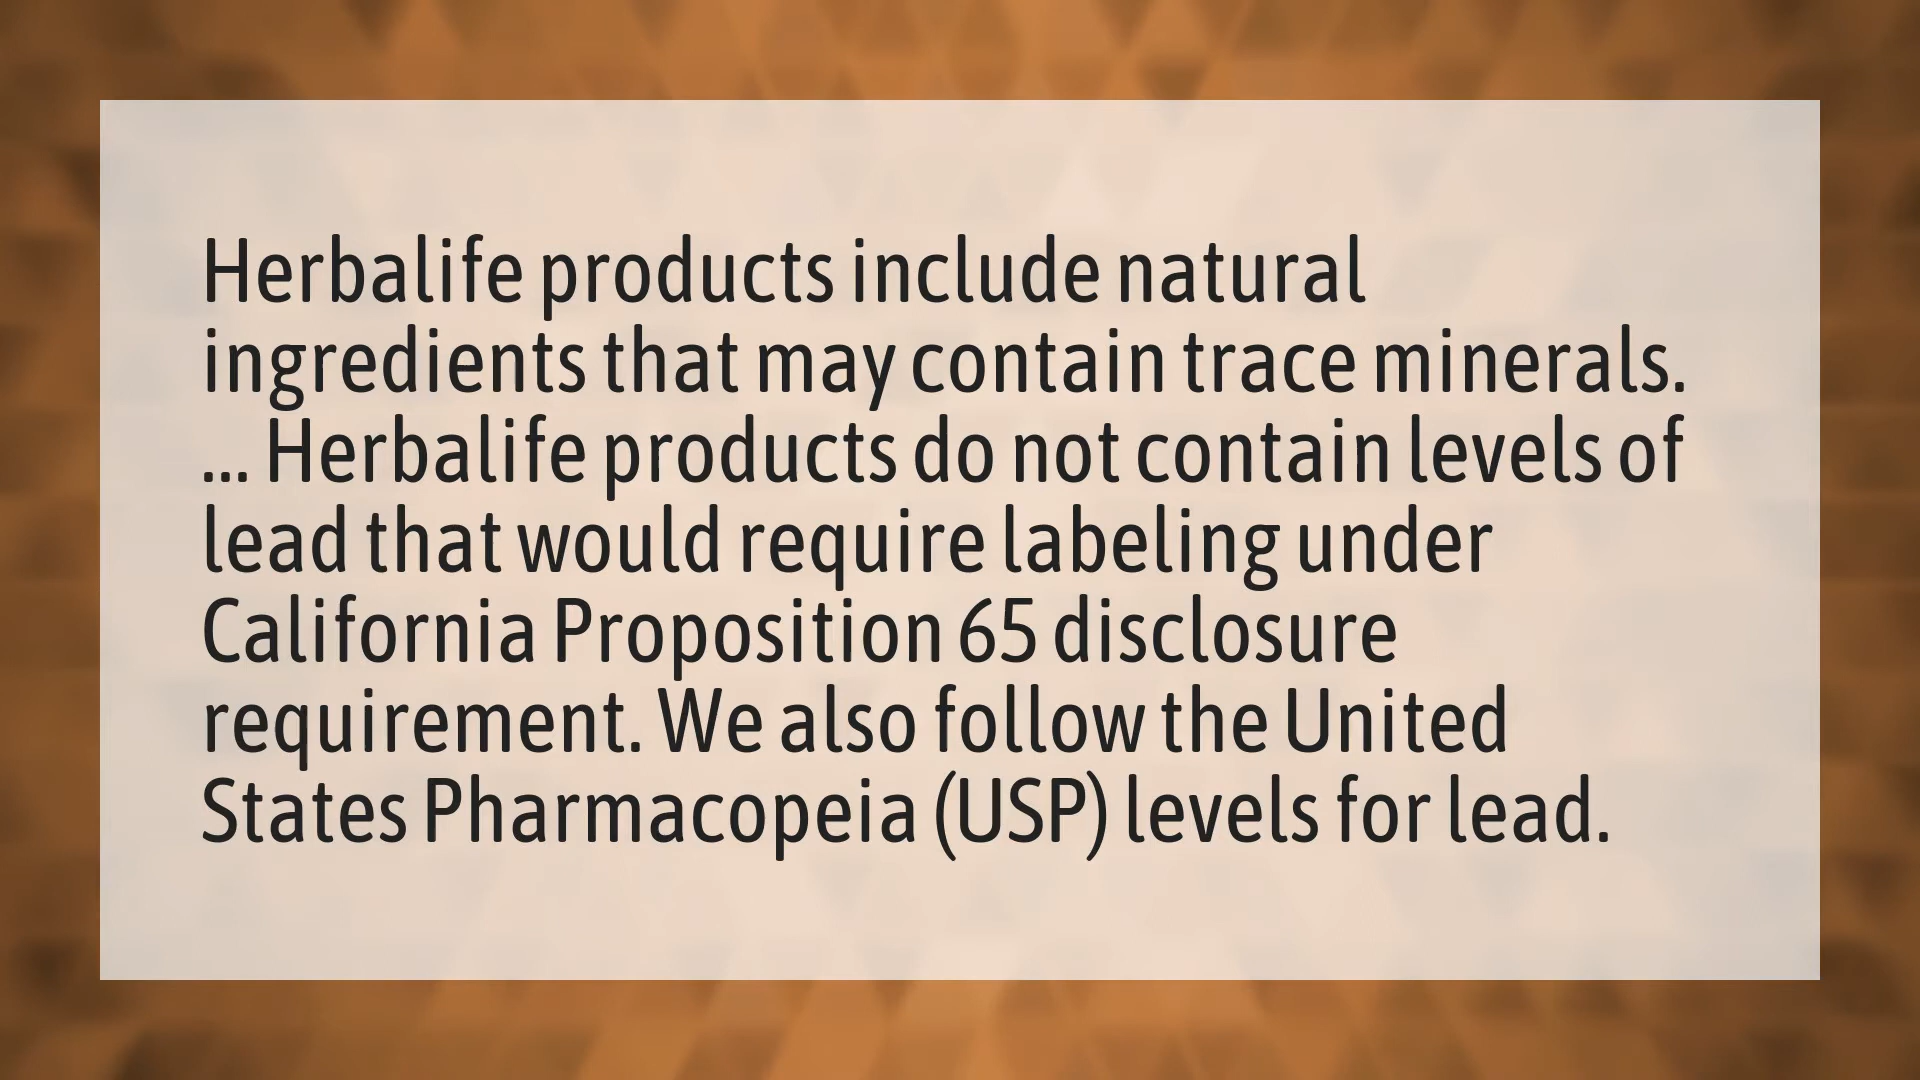 Herbalife products include natural
ingredients that may contain trace minerals.
... Herbalife products do not contain levels of
lead that would require labeling under
California Proposition 65 disclosure
requirement. We also follow the United
States Pharmacopeia (USP) levels for lead.